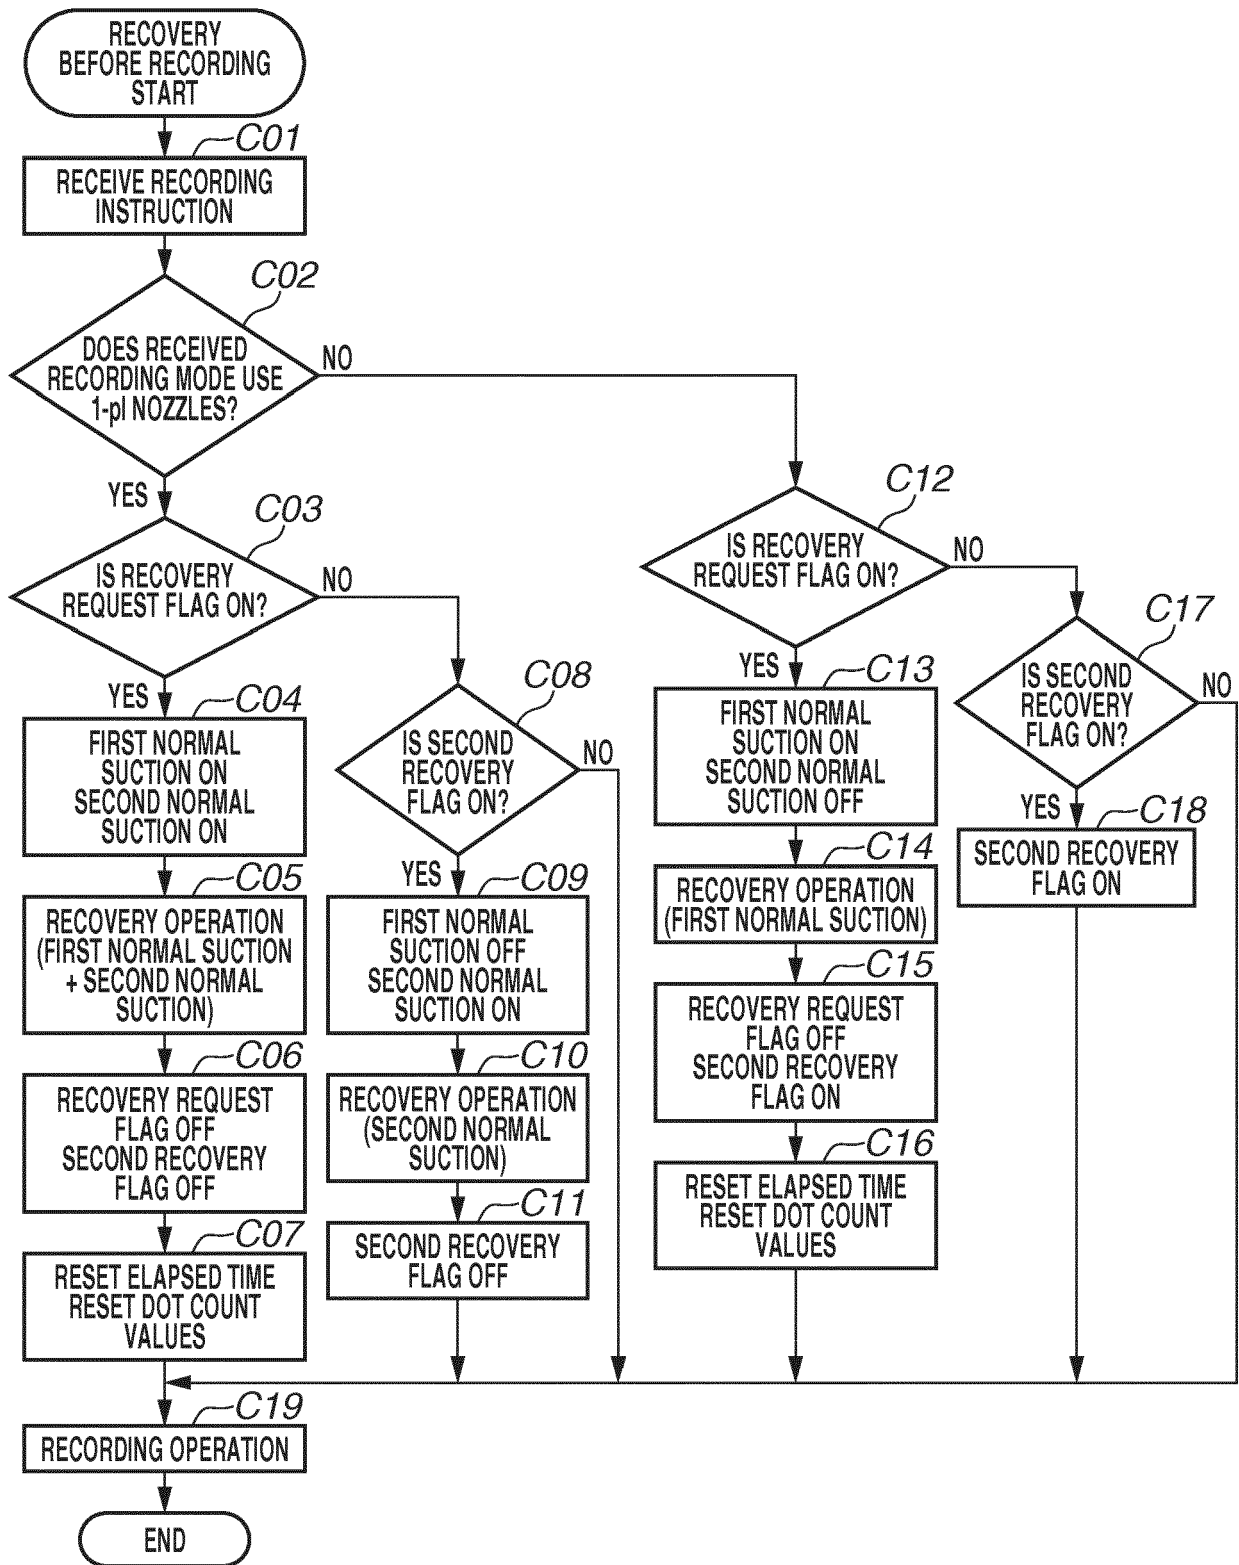 RECOVERY
BEFORE RECORDING
START
C01
RECEIVE RECORDING
INSTRUCTION
C02
DOES RECEIVED
RECORDING MODE USE
1-pl NOZZLES?
NO
YES
C03
IS RECOVERY
REQUEST FLAG ON?
NO
YES
C04
FIRST NORMAL
SUCTION ON
SECOND NORMAL
SUCTION ON
C05
RECOVERY OPERATION
(FIRST NORMAL SUCTION
+ SECOND NORMAL
SUCTION)
C06
RECOVERY REQUEST
FLAG OFF
SECOND RECOVERY
FLAG OFF
C07
RESET ELAPSED TIME
RESET DOT COUNT
VALUES
C08
IS SECOND
RECOVERY
FLAG ON?
NO
YES
C09
FIRST NORMAL
SUCTION OFF
SECOND NORMAL
SUCTION ON
C10
RECOVERY OPERATION
(SECOND NORMAL
SUCTION)
C11
SECOND RECOVERY
FLAG OFF
C12
IS RECOVERY
REQUEST FLAG ON?
NO
YES
C13
FIRST NORMAL
SUCTION ON
SECOND NORMAL
SUCTION OFF
C14
RECOVERY OPERATION
(FIRST NORMAL SUCTION)
C15
RECOVERY REQUEST
FLAG OFF
SECOND RECOVERY
FLAG ON
C16
RESET ELAPSED TIME
RESET DOT COUNT
VALUES
C17
IS SECOND
RECOVERY
FLAG ON?
NO
YES
C18
SECOND RECOVERY
FLAG ON
C19
RECORDING OPERATION
END